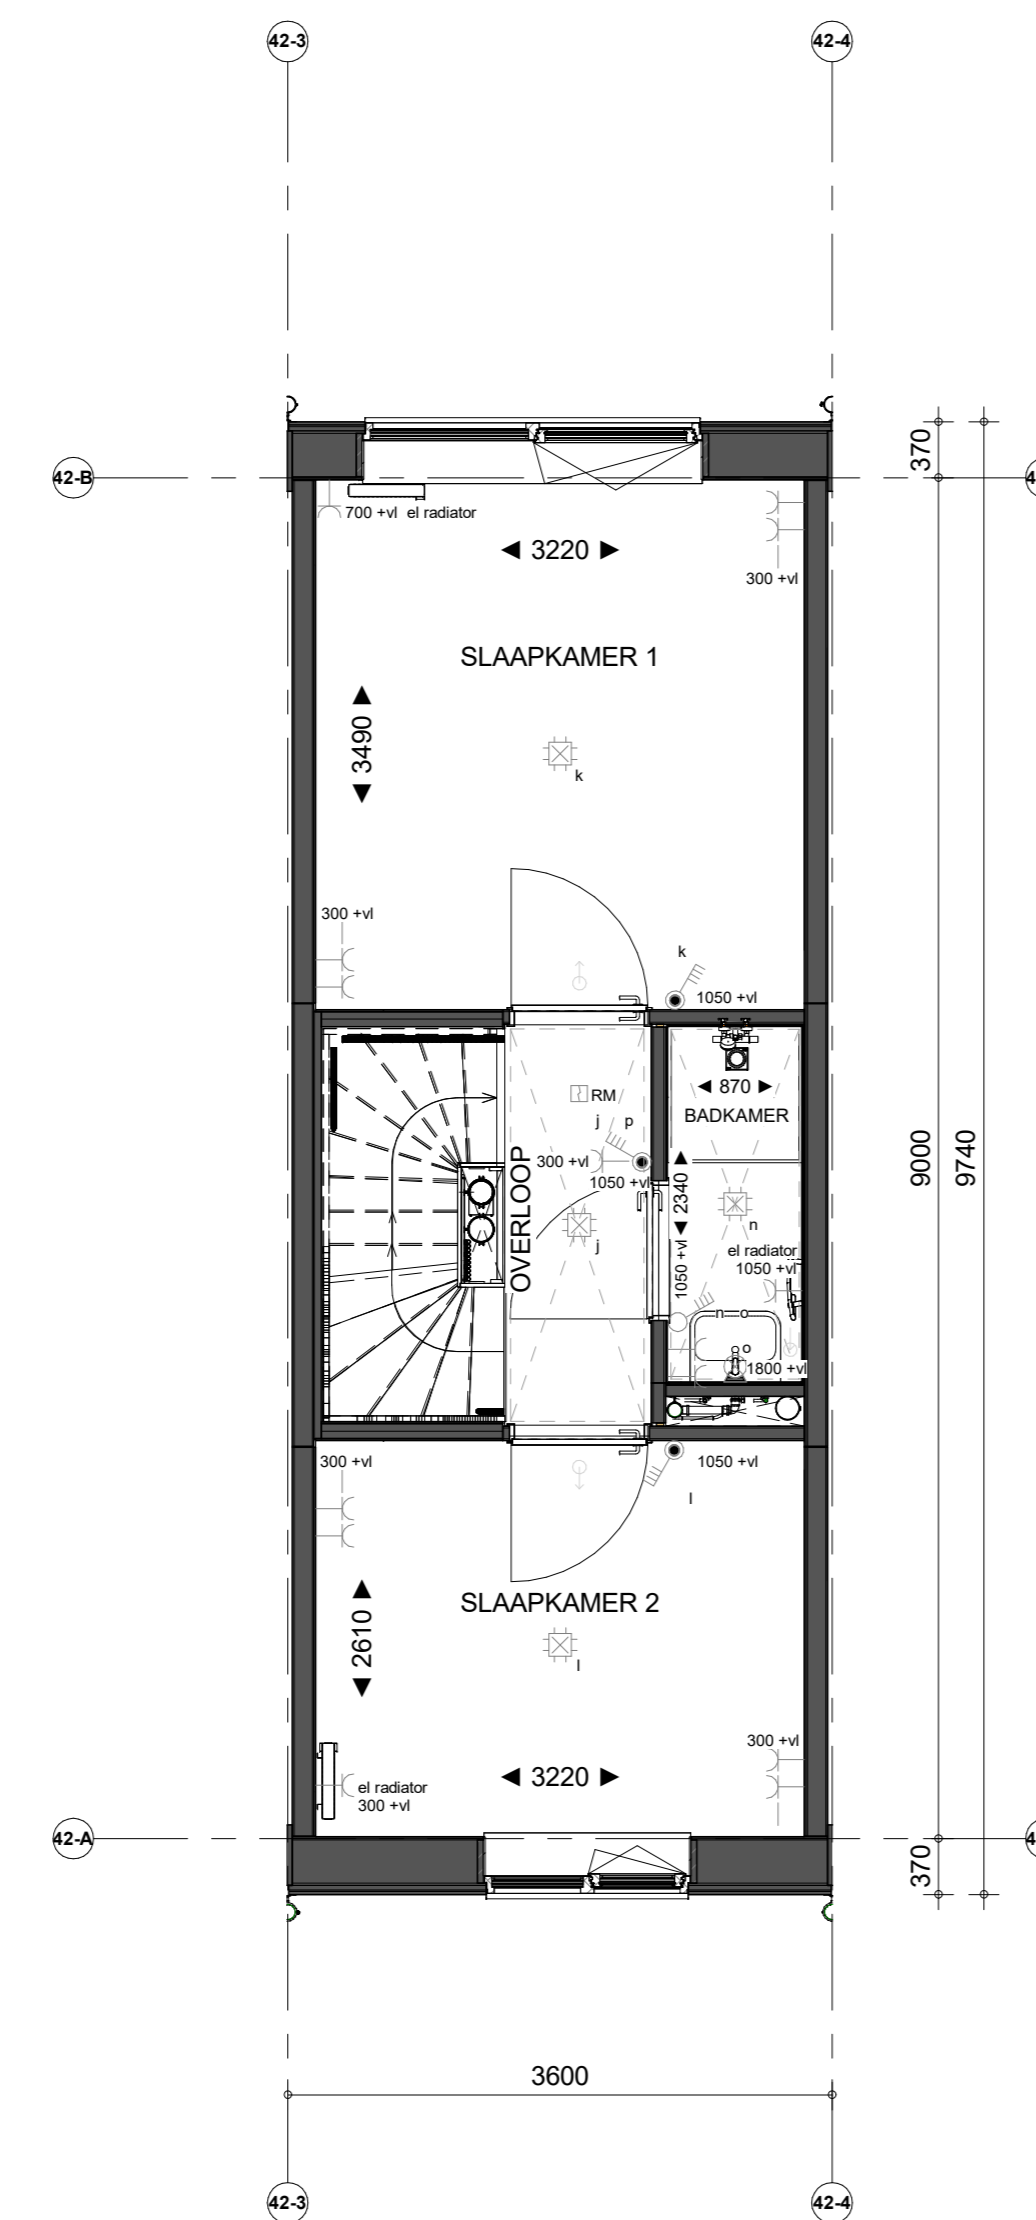 42-3 42-4
370
42-B 4
700 +vl el radiator
◄ 3220 ►
300 +vl
SLAAPKAMER 1
◄ 3490 ►
k
300 +vl
k
1050 +vl
◄ 870 ►
RM
BADKAMER
j p
300 +vl
1050 +vl
OVERLOOP
◄ 2340 ►
9000
9740
n
j
el radiator
1050 +vl
1050 +vl
n o
o
1800 +vl
300 +vl
1050 +vl
l
SLAAPKAMER 2
◄ 2610 ►
l
300 +vl
◄ 3220 ►
el radiator
300 +vl
42-A 4
370
3600
42-3 42-4